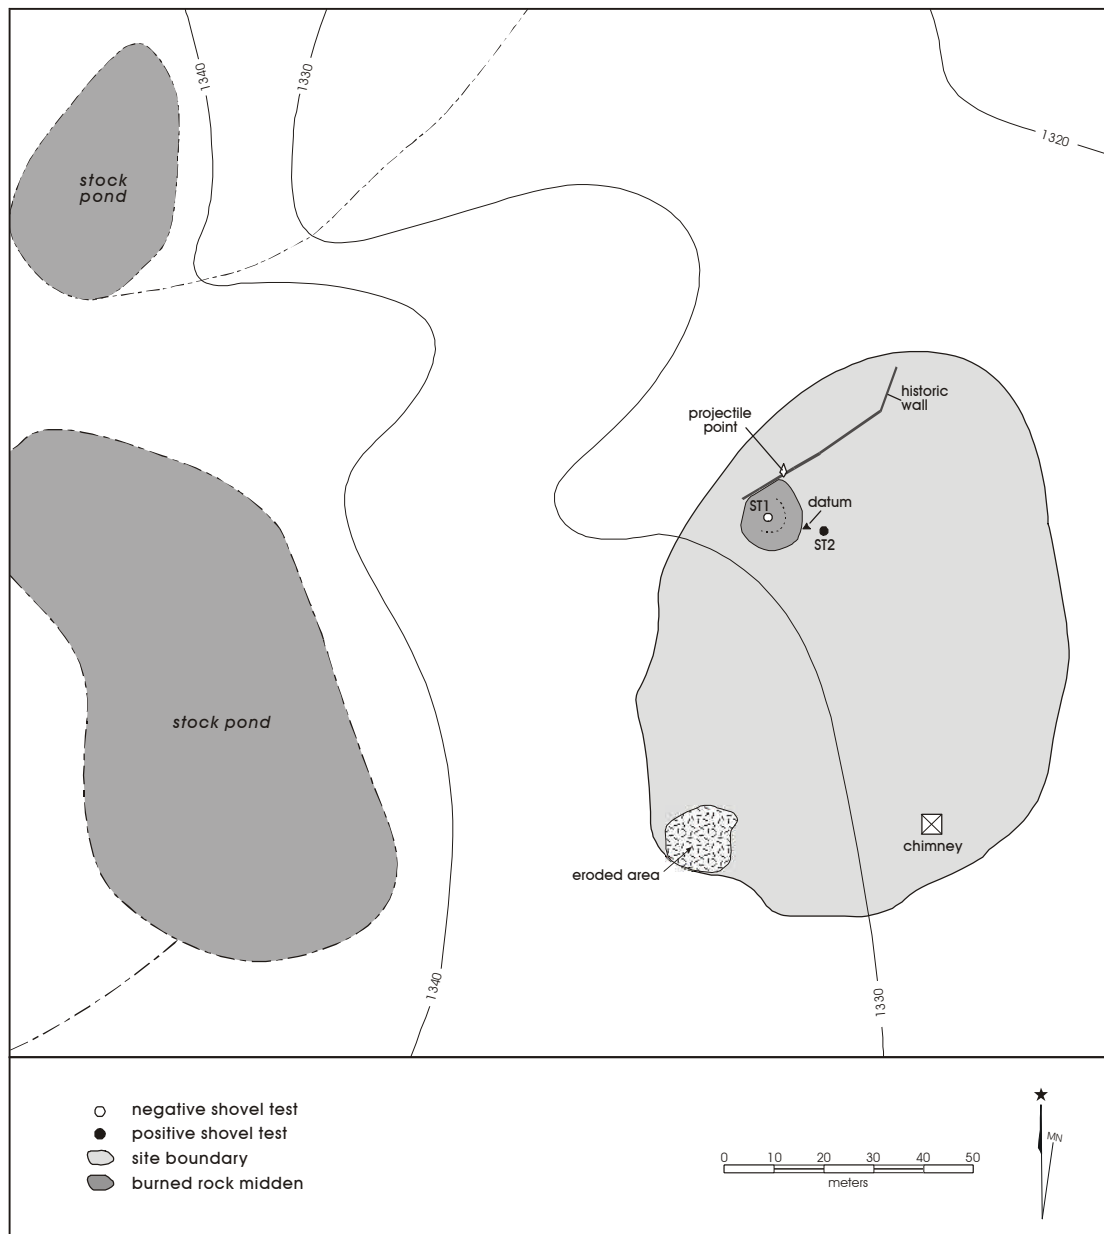 1340
1330
1320
stock
pond
historic
wall
projectile
point
ST1
datum
ST2
stock pond
chimney
eroded area
1340
1330
negative shovel test
positive shovel test
site boundary
burned rock midden
0 10 20 30 40 50
meters
MN